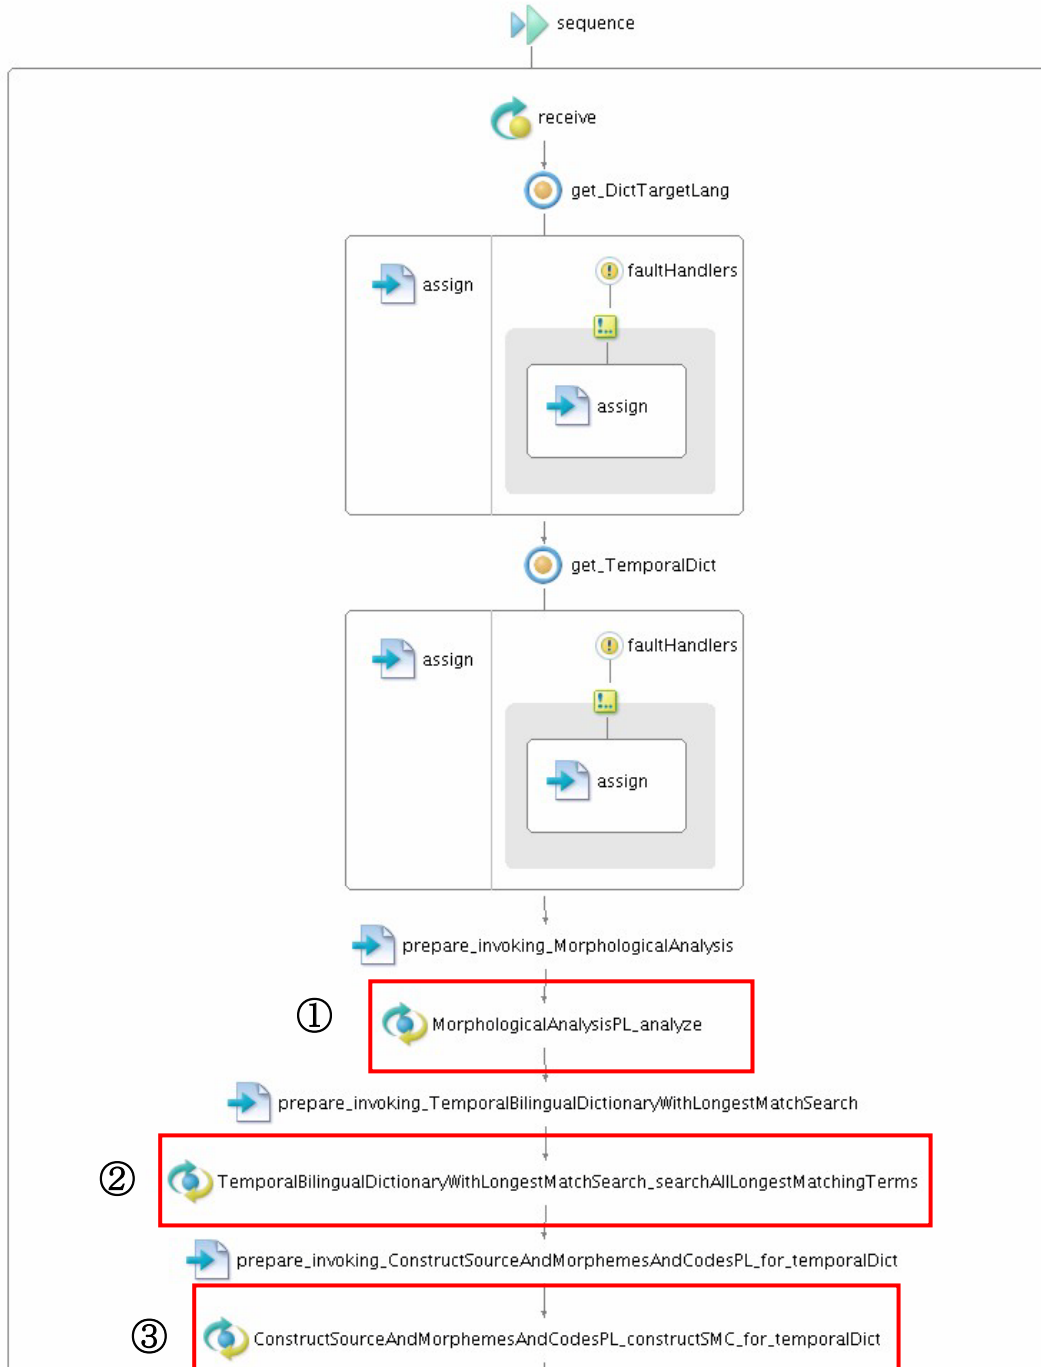 sequence
receive
get_DictTargetLang
faultHandlers
assign
assign
get_TemporalDict
faultHandlers
assign
assign
prepare_invoking_MorphologicalAnalysis
① MorphologicalAnalysisPL_analyze
prepare_invoking_TemporalBilingualDictionaryWithLongestMatchSearch
② TemporalBilingualDictionaryWithLongestMatchSearch_searchAllLongestMatchingTerms
prepare_invoking_ConstructSourceAndMorphemesAndCodesPL_for_temporalDict
③ ConstructSourceAndMorphemesAndCodesPL_constructSMC_for_temporalDict